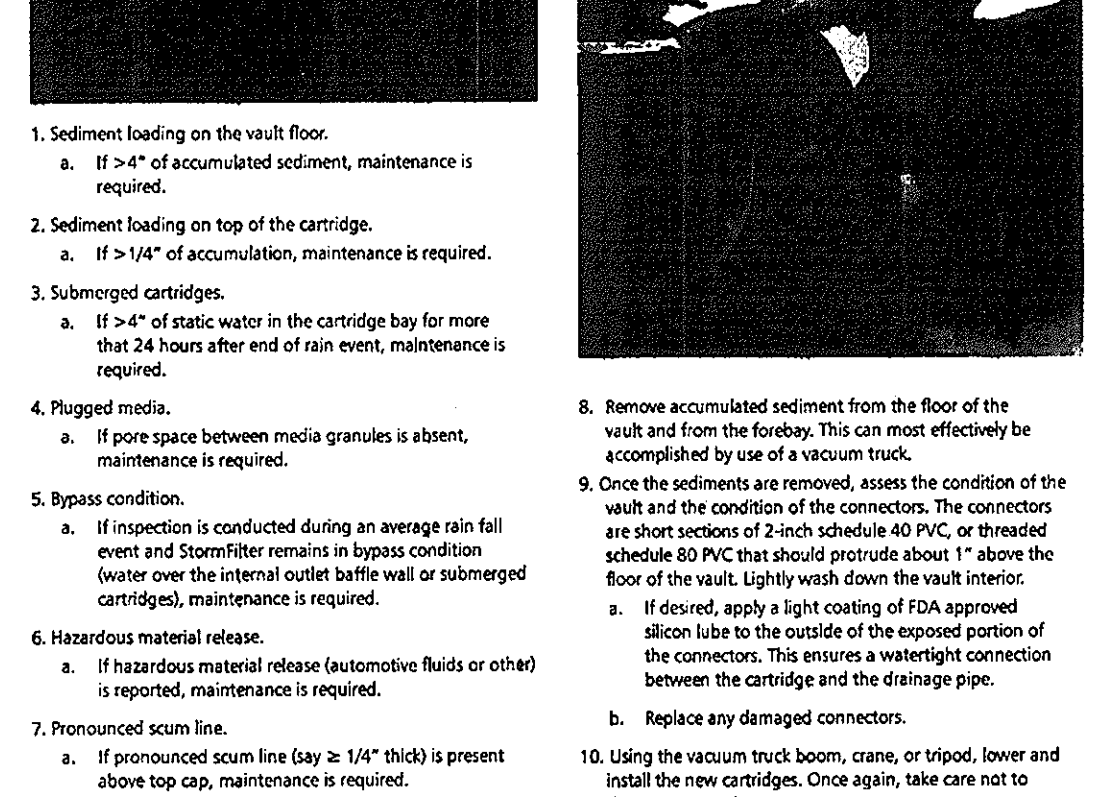 1. Sediment loading on the vault floor.
a. If >4" of accumulated sediment, maintenance is
required.
2. Sediment loading on top of the cartridge.
a. If >1/4" of accumulation, maintenance is required.
3. Submerged cartridges.
a. If >4" of static water in the cartridge bay for more
that 24 hours after end of rain event, maintenance is
required.
4. Plugged media.
a. If pore space between media granules is absent,
maintenance is required.
5. Bypass condition.
a. If inspection is conducted during an average rain fall
event and StormFilter remains in bypass condition
(water over the internal outlet baffle wall or submerged
cartridges), maintenance is required.
6. Hazardous material release.
a. If hazardous material release (automotive fluids or other)
is reported, maintenance is required.
7. Pronounced scum line.
a. If pronounced scum line (say ≥ 1/4" thick) is present
above top cap, maintenance is required.
8. Remove accumulated sediment from the floor of the
vault and from the forebay. This can most effectively be
accomplished by use of a vacuum truck.
9. Once the sediments are removed, assess the condition of the
vault and the condition of the connectors. The connectors
are short sections of 2-inch schedule 40 PVC, or threaded
schedule 80 PVC that should protrude about 1" above the
floor of the vault. Lightly wash down the vault interior.
a. If desired, apply a light coating of FDA approved
silicon lube to the outside of the exposed portion of
the connectors. This ensures a watertight connection
between the cartridge and the drainage pipe.
b. Replace any damaged connectors.
10. Using the vacuum truck boom, crane, or tripod, lower and
install the new cartridges. Once again, take care not to